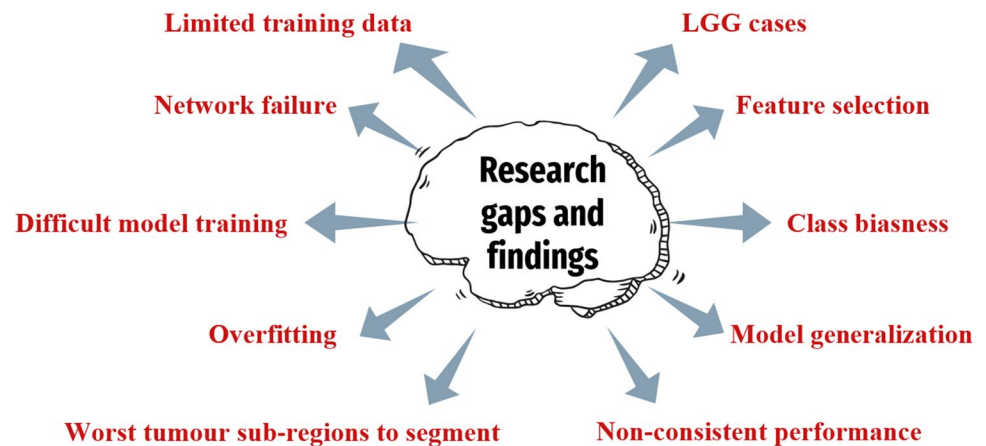 Limited training data
LGG cases
Network failure
Feature selection
Research
gaps and
findings
Difficult model training
Class biasness
Overfitting
Model generalization
Worst tumour sub-regions to segment
Non-consistent performance